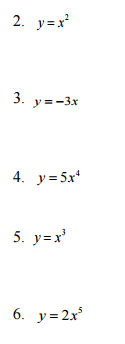 2. y = x²
3. y = −3x
4. y = 5x⁴
5. y = x³
6. y = 2x⁵